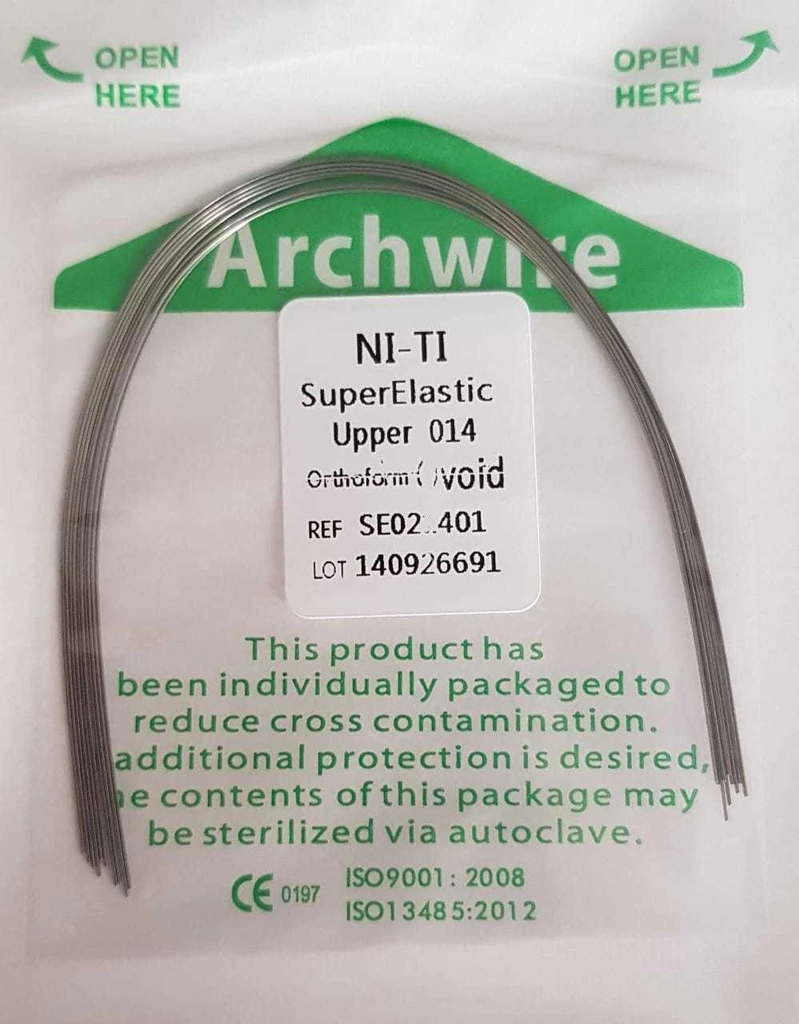 OPEN
HERE
OPEN
HERE
Archwire
NI-TI
SuperElastic
Upper 014
Orthoform
REF
LOT 140926691
This product has
been individually packaged to
reduce cross contamination.
additional protection is desired,
contents of this package may
be sterilized via autoclave.
CE 0197
ISO9001: 2008
ISO13485:2012